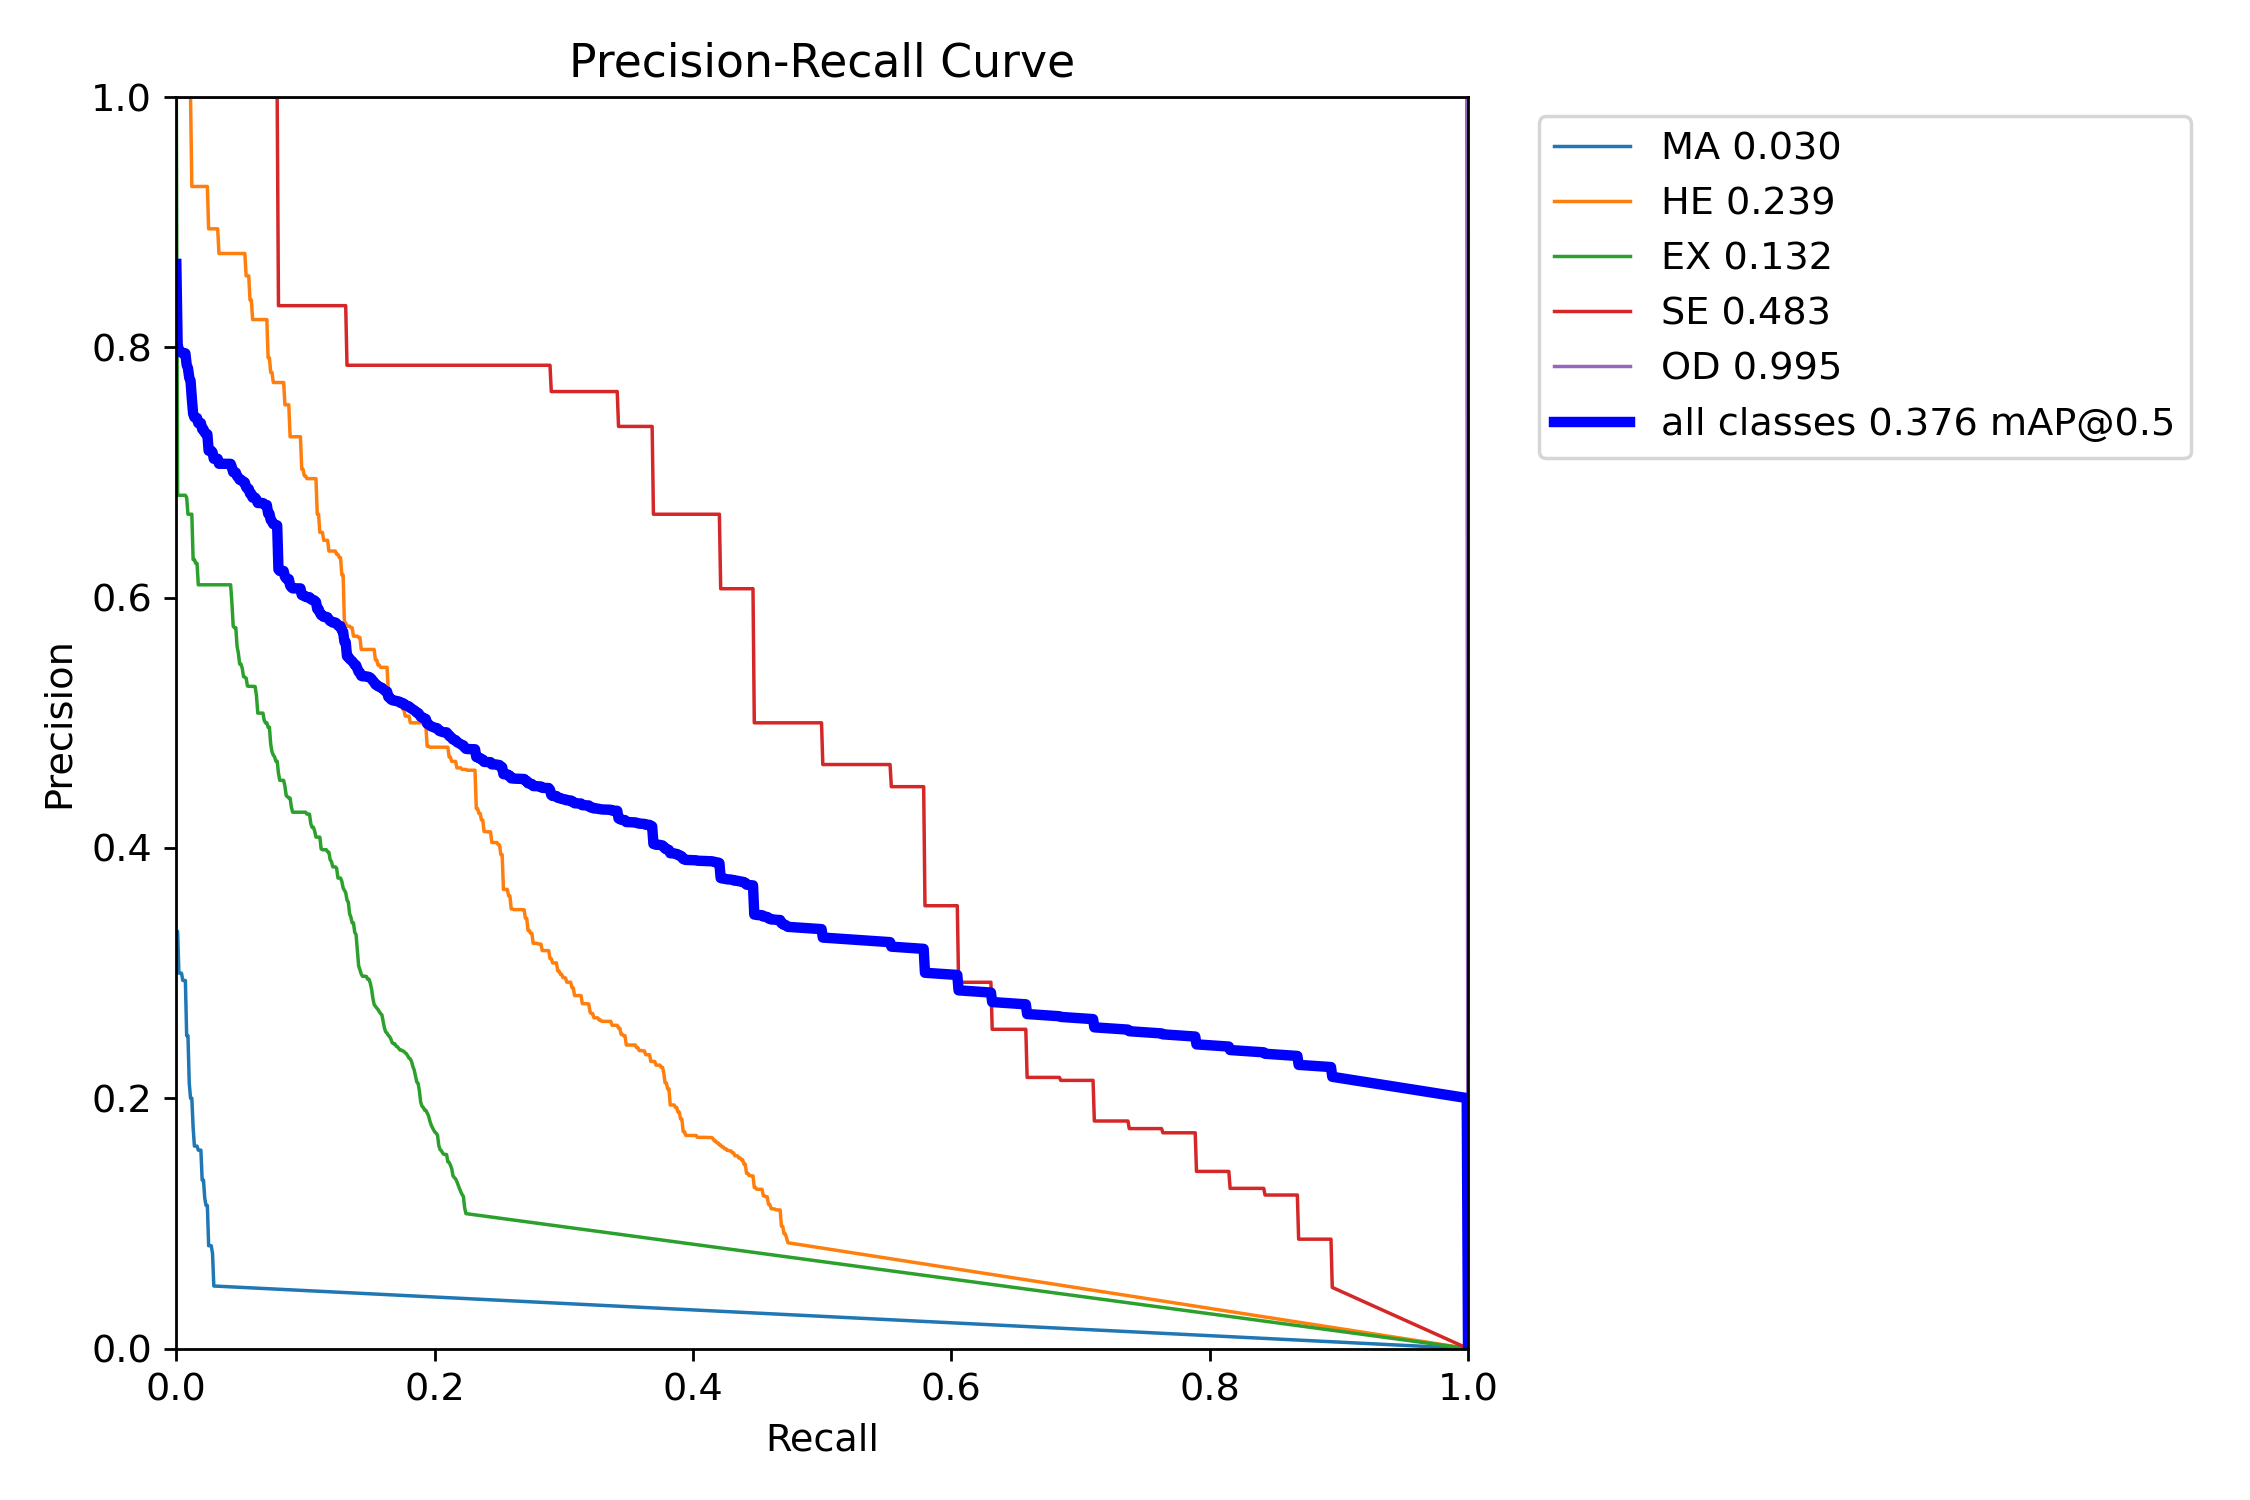 Precision-Recall Curve
1.0
0.8
0.6
0.4
0.2
0.0
Precision
0.0 0.2 0.4 0.6 0.8 1.0
Recall
MA 0.030
HE 0.239
EX 0.132
SE 0.483
OD 0.995
all classes 0.376 mAP@0.5